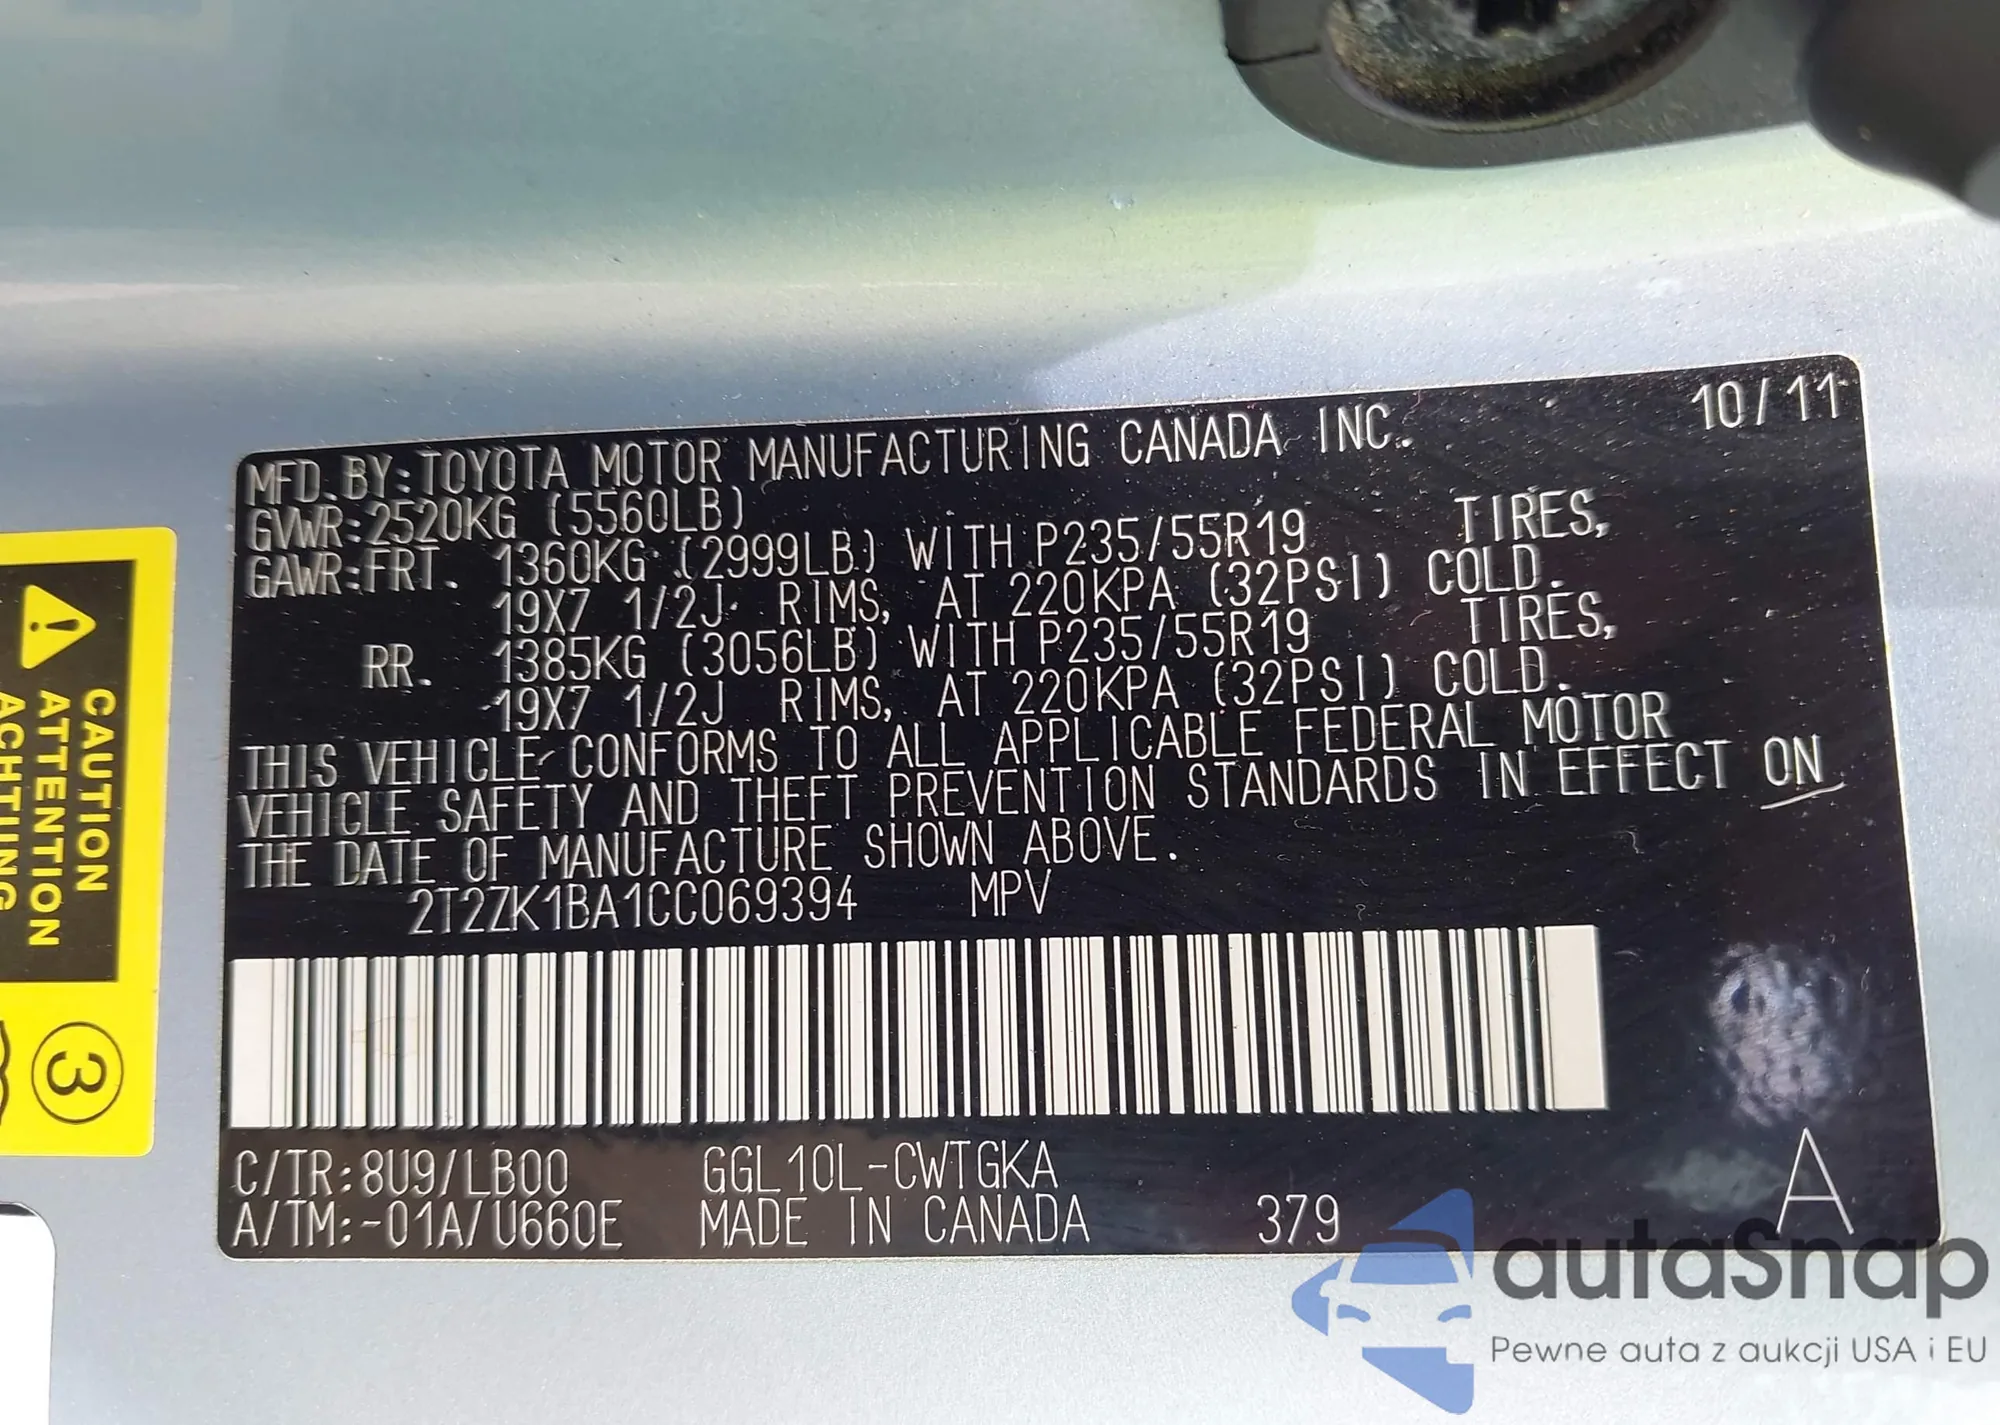 10/11
MFD.BY:TOYOTA MOTOR MANUFACTURING CANADA INC.
GVWR:2520KG (5560LB)
GAWR:FRT. 1360KG (2999LB) WITH P235/55R19 TIRES,
19X7 1/2J RIMS, AT 220KPA (32PSI) COLD.
RR. 1385KG (3056LB) WITH P235/55R19 TIRES,
19X7 1/2J RIMS, AT 220KPA (32PSI) COLD.
THIS VEHICLE CONFORMS TO ALL APPLICABLE FEDERAL MOTOR
VEHICLE SAFETY AND THEFT PREVENTION STANDARDS IN EFFECT ON
THE DATE OF MANUFACTURE SHOWN ABOVE.
2T2ZK1BA1CC069394 MPV
C/TR:8U9/LB00 GGL10L-CWTGKA
A/TM:-01A/U660E MADE IN CANADA 379 A
CAUTION
ATTENTION
ACHTUNG
3
autaSnap
Pewne auta z aukcji USA i EU